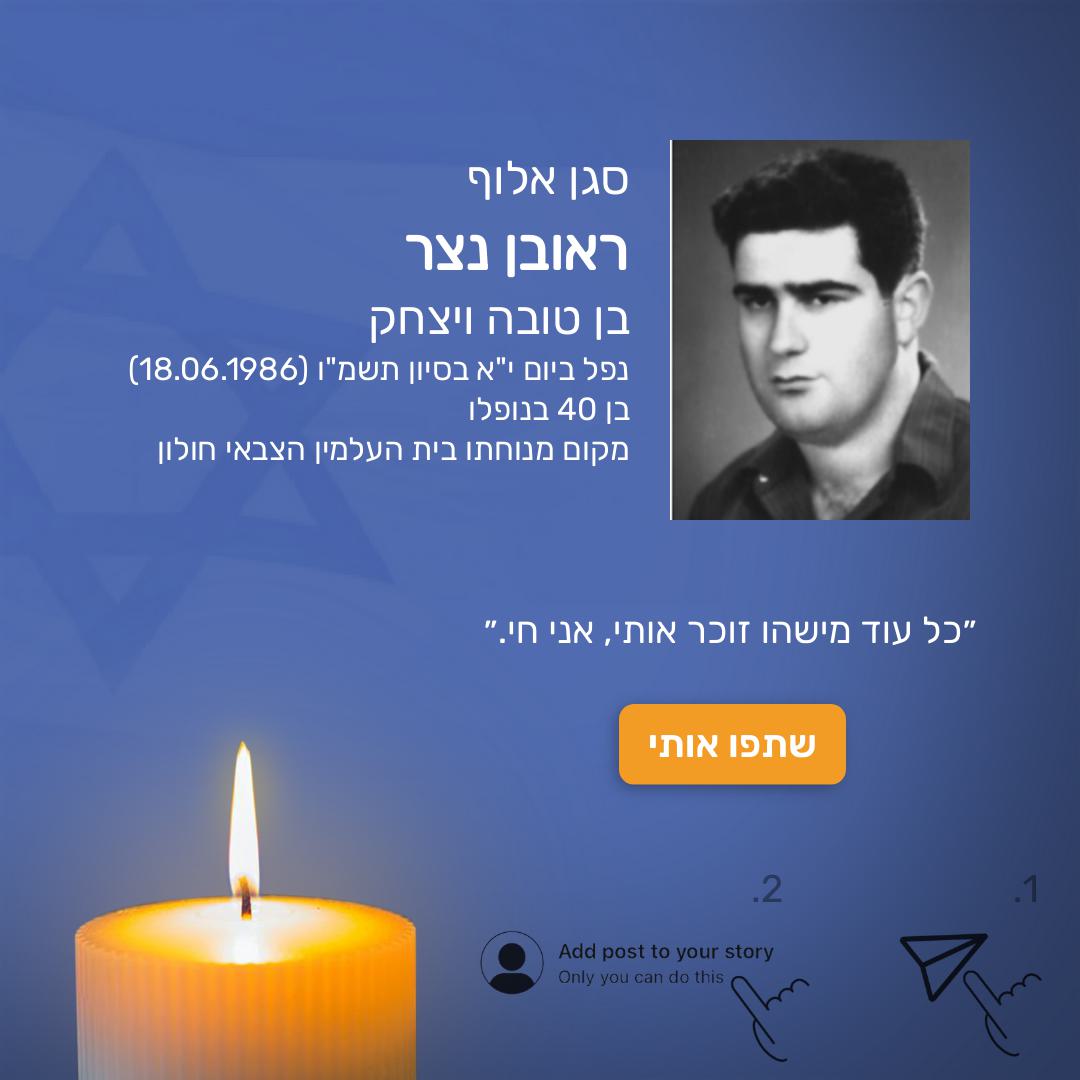 סגן אלוף
ראובן נצר
בן טובה ויצחק
נפל ביום י"א בסיון תשמ"ו (18.06.1986)
בן 40 בנופלו
מקום מנוחתו בית העלמין הצבאי חולון
״כל עוד מישהו זוכר אותי, אני חי.״
שתפו אותי
1.
2.
Add post to your story
Only you can do this